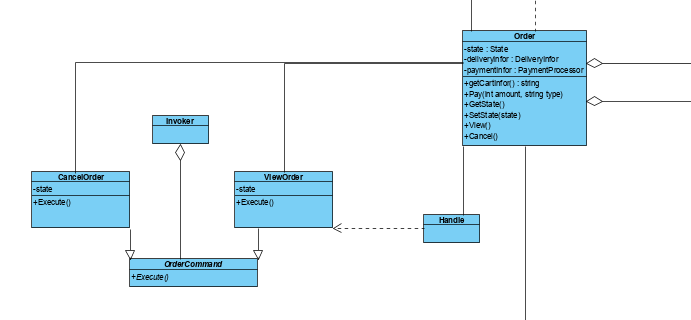 Order
-state : State
-deliveryInfor : DeliveryInfor
-paymentInfor : PaymentProcessor
+getCartInfor() : string
+Pay(int amount, string type)
+GetState()
+SetState(state)
+View()
+Cancel()
Invoker
CancelOrder
-state
+Execute()
ViewOrder
-state
+Execute()
Handle
OrderCommand
+Execute()